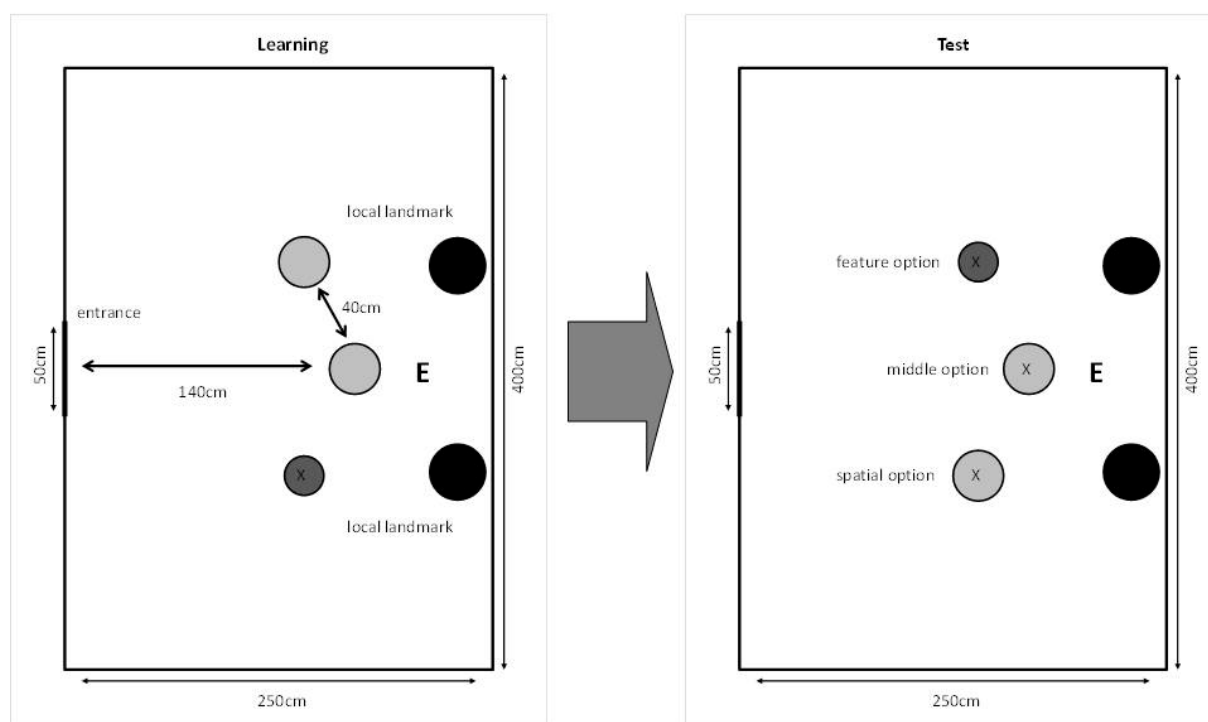 Learning
local landmark
40cm
entrance
50cm
140cm
E
400cm
X
local landmark
250cm
Test
feature option
X
50cm
middle option
X
E
400cm
spatial option
X
250cm